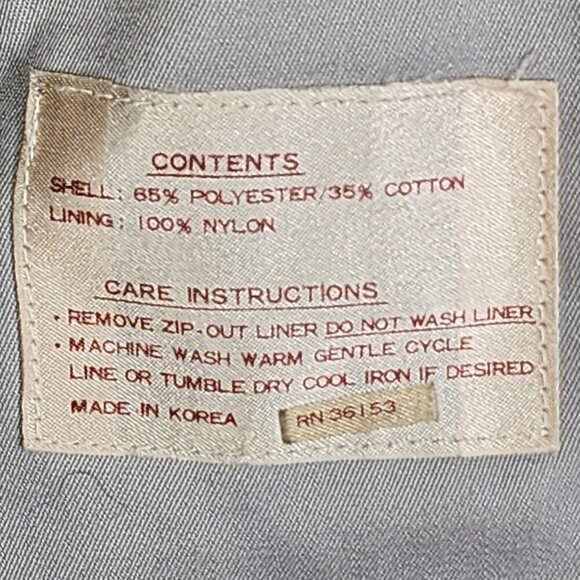 CONTENTS
SHELL: 65% POLYESTER/35% COTTON
LINING: 100% NYLON
CARE INSTRUCTIONS
• REMOVE ZIP-OUT LINER DO NOT WASH LINER
• MACHINE WASH WARM GENTLE CYCLE
LINE OR TUMBLE DRY COOL IRON IF DESIRED
MADE IN KOREA
RN 36153